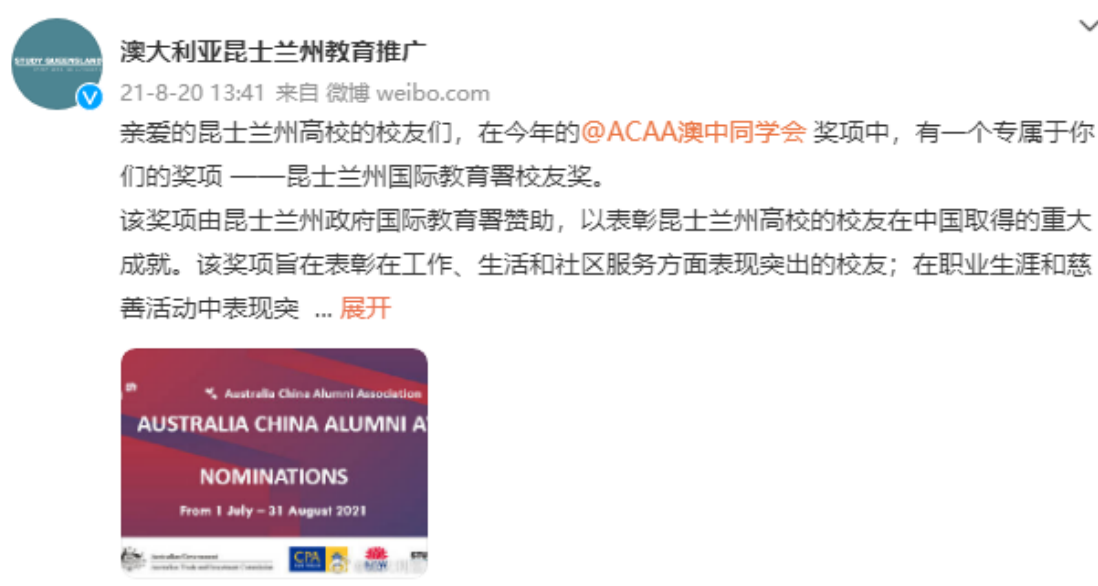 STUDY QUEENSLAND
澳大利亚昆士兰州教育推广
21-8-20 13:41 来自 微博 weibo.com
亲爱的昆士兰州高校的校友们，在今年的@ACAA澳中同学会 奖项中，有一个专属于你
们的奖项 ——昆士兰州国际教育署校友奖。
该奖项由昆士兰州政府国际教育署赞助，以表彰昆士兰州高校的校友在中国取得的重大
成就。该奖项旨在表彰在工作、生活和社区服务方面表现突出的校友；在职业生涯和慈
善活动中表现突 ... 展开
th
Australia China Alumni Association
AUSTRALIA CHINA ALUMNI A
NOMINATIONS
From 1 July – 31 August 2021
Australian Government
Australian Trade and Investment Commission
CPA
NSW